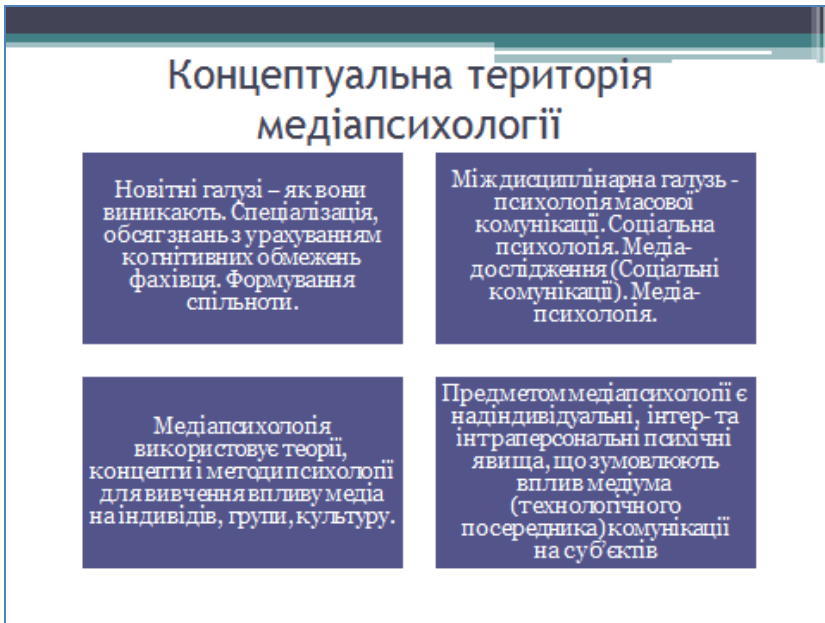 Концептуальна територія
медіапсихології
Новітні галузі – як вони
виникають. Спеціалізація,
обсяг знань з урахуванням
когнітивних обмежень
фахівця. Формування
спільноти.
Міждисциплінарна галузь -
психологія масової
комунікації. Соціальна
психологія. Медіа-
дослідження (Соціальні
комунікації). Медіа-
психологія.
Медіапсихологія
використовує теорії,
концепти і методи психології
для вивчення впливу медіа
на індивідів, групи, культуру.
Предметом медіапсихології є
надіндивідуальні, інтер- та
інтраперсональні психічні
явища, що зумовлюють
вплив медіума
(технологічного
посередника) комунікації
на суб’єктів